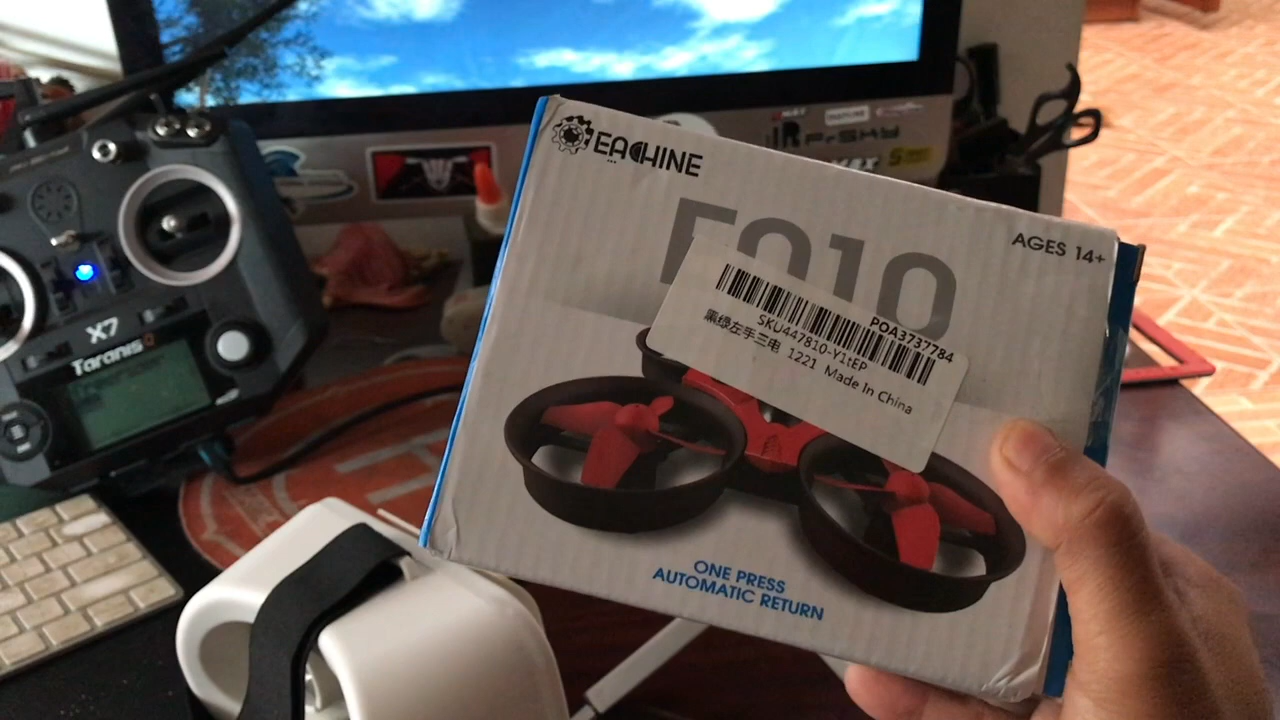 EACHINE
E010
AGES 14+
POA3737784
SKU447810-Y1tEP
黑绿左手三电 1221 Made In China
ONE PRESS
AUTOMATIC RETURN
X7
Taranis Q
FrSKY